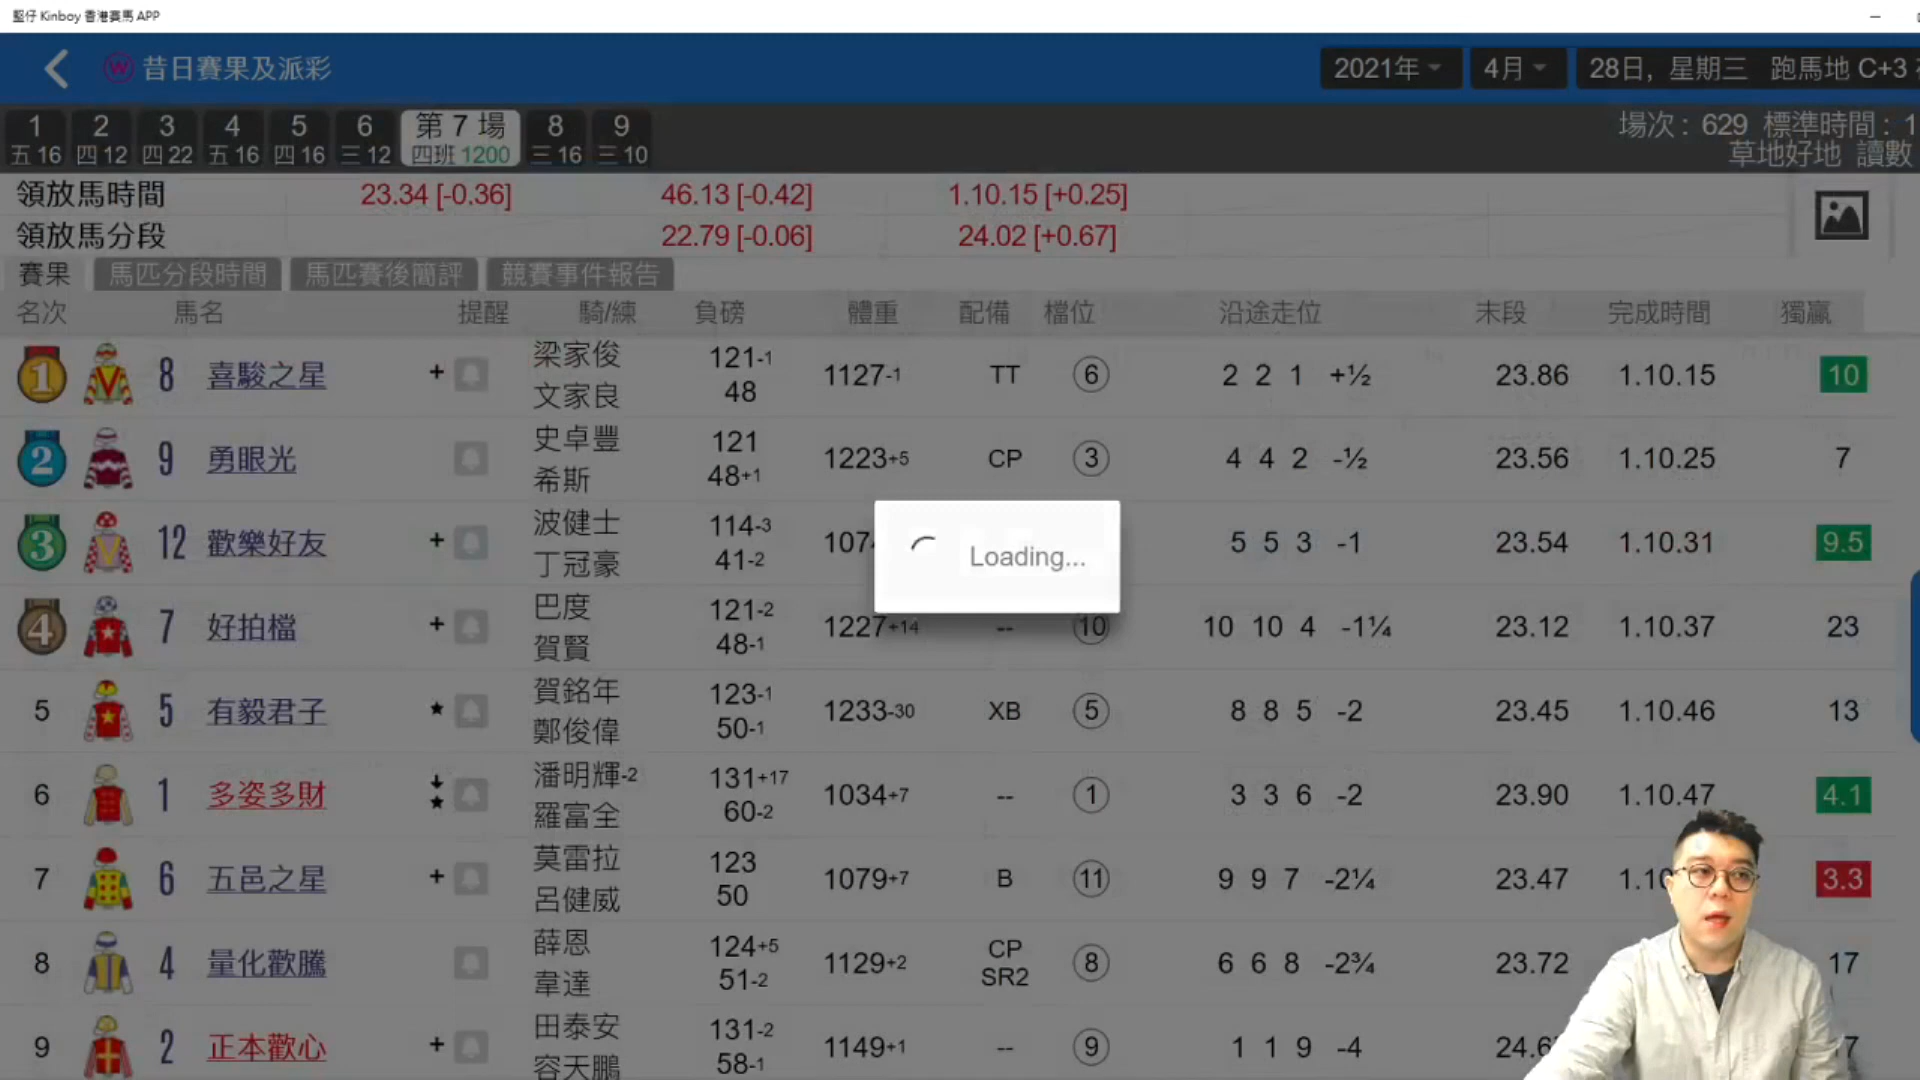 堅仔 Kinboy 香港賽馬 APP
昔日賽果及派彩 2021年 4月 28日, 星期三 跑馬地 C+3
1 2 3 4 5 6 第 7 場 8 9 場次 : 629 標準時間 : 1
五 16 四 12 四 22 五 16 四 16 三 12 四班 1200 三 16 三 10 草地好地 讀數
領放馬時間 23.34 [-0.36] 46.13 [-0.42] 1.10.15 [+0.25]
領放馬分段 22.79 [-0.06] 24.02 [+0.67]
賽果 馬匹分段時間 馬匹賽後簡評 競賽事件報告
名次 馬名 提醒 騎/練 負磅 體重 配備 檔位 沿途走位 末段 完成時間 獨贏
1 8 喜駿之星 + 梁家俊 121-1 1127-1 TT 6 2 2 1 +½ 23.86 1.10.15 10
文家良 48
2 9 勇眼光 史卓豐 121 1223+5 CP 3 4 4 2 -½ 23.56 1.10.25 7
希斯 48+1
3 12 歡樂好友 + 波健士 114-3 107 5 5 3 -1 23.54 1.10.31 9.5
丁冠豪 41-2
Loading...
4 7 好拍檔 + 巴度 121-2 1227+14 -- 10 10 10 4 -1¼ 23.12 1.10.37 23
賀賢 48-1
5 5 有毅君子 ★ 賀銘年 123-1 1233-30 XB 5 8 8 5 -2 23.45 1.10.46 13
鄭俊偉 50-1
6 1 多姿多財 ↓ ★ 潘明輝-2 131+17 1034+7 -- 1 3 3 6 -2 23.90 1.10.47 4.1
羅富全 60-2
7 6 五邑之星 + 莫雷拉 123 1079+7 B 11 9 9 7 -2¼ 23.47 1.10 3.3
呂健威 50
8 4 量化歡騰 薛恩 124+5 1129+2 CP 8 6 6 8 -2¾ 23.72 17
韋達 51-2 SR2
9 2 正本歡心 + 田泰安 131-2 1149+1 -- 9 1 1 9 -4 24.6 7
容天鵬 58-1